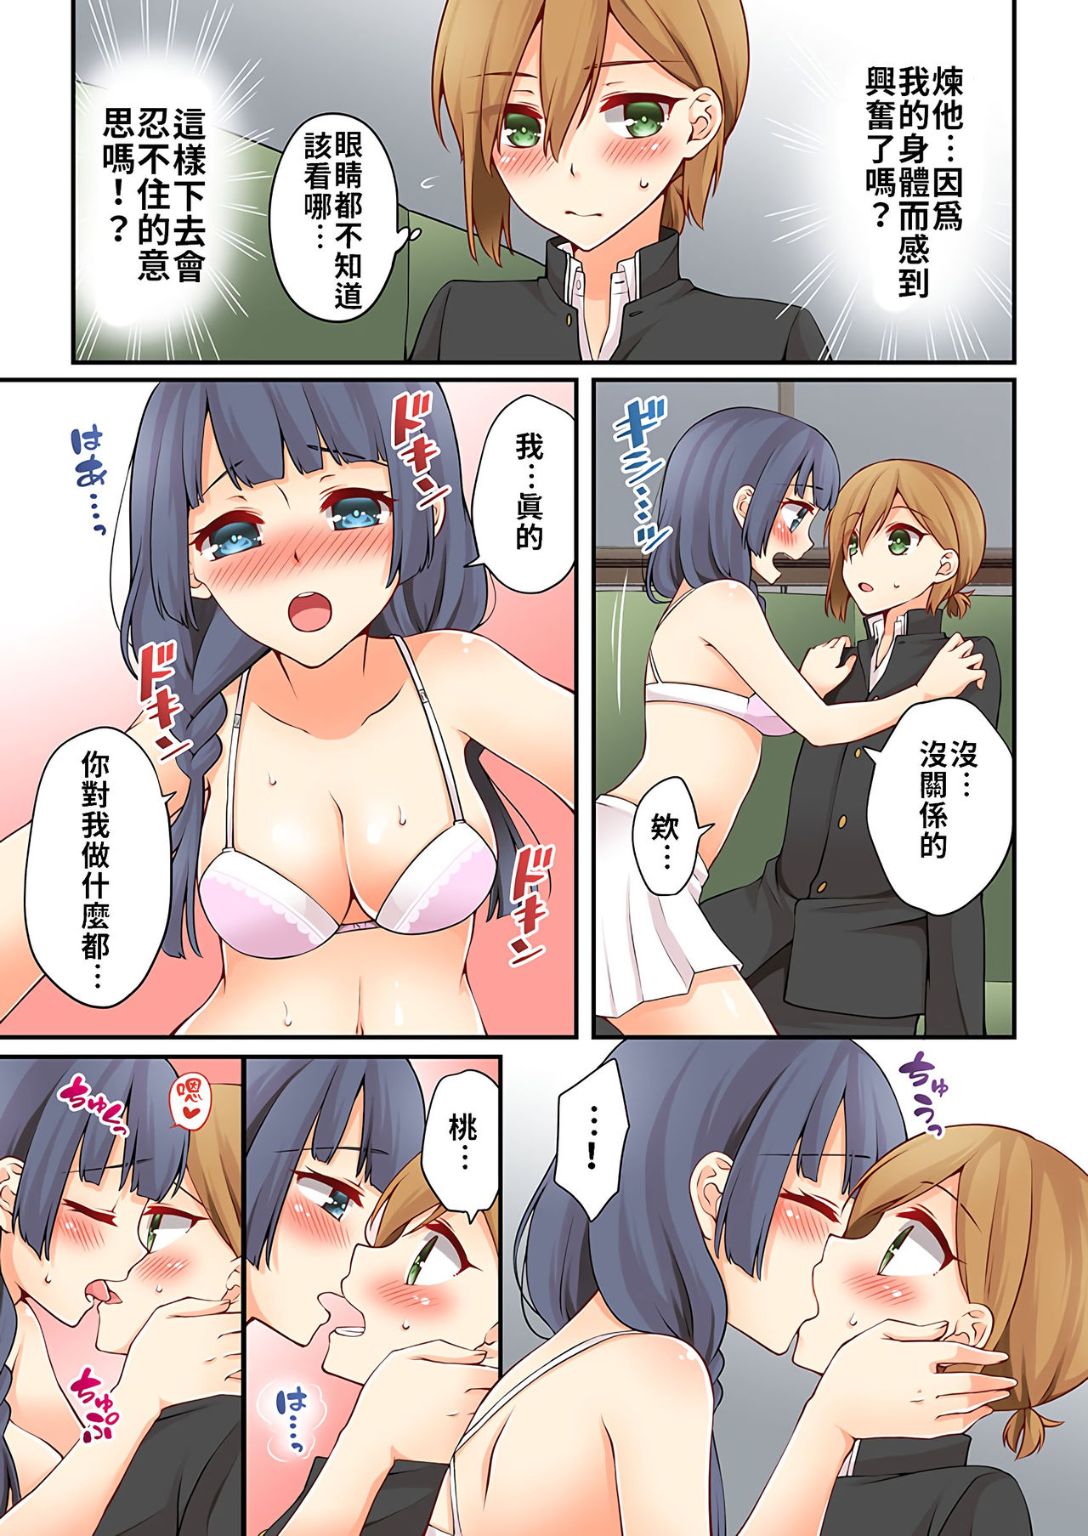 煉他…因爲
我的身體而感到
興奮了嗎？
眼睛都不知道
該看哪…
這樣下去會
忍不住的意
思嗎！？
ギシ……ッ
沒…
沒關係的
欸…
我…眞的
ドキン
はぁ…っ
ドキン
ドキン
你對我做什麼都…
ちゅうっ
…！
桃…
は…っ
嗯♥
ちゅくっ
ちゅぷ